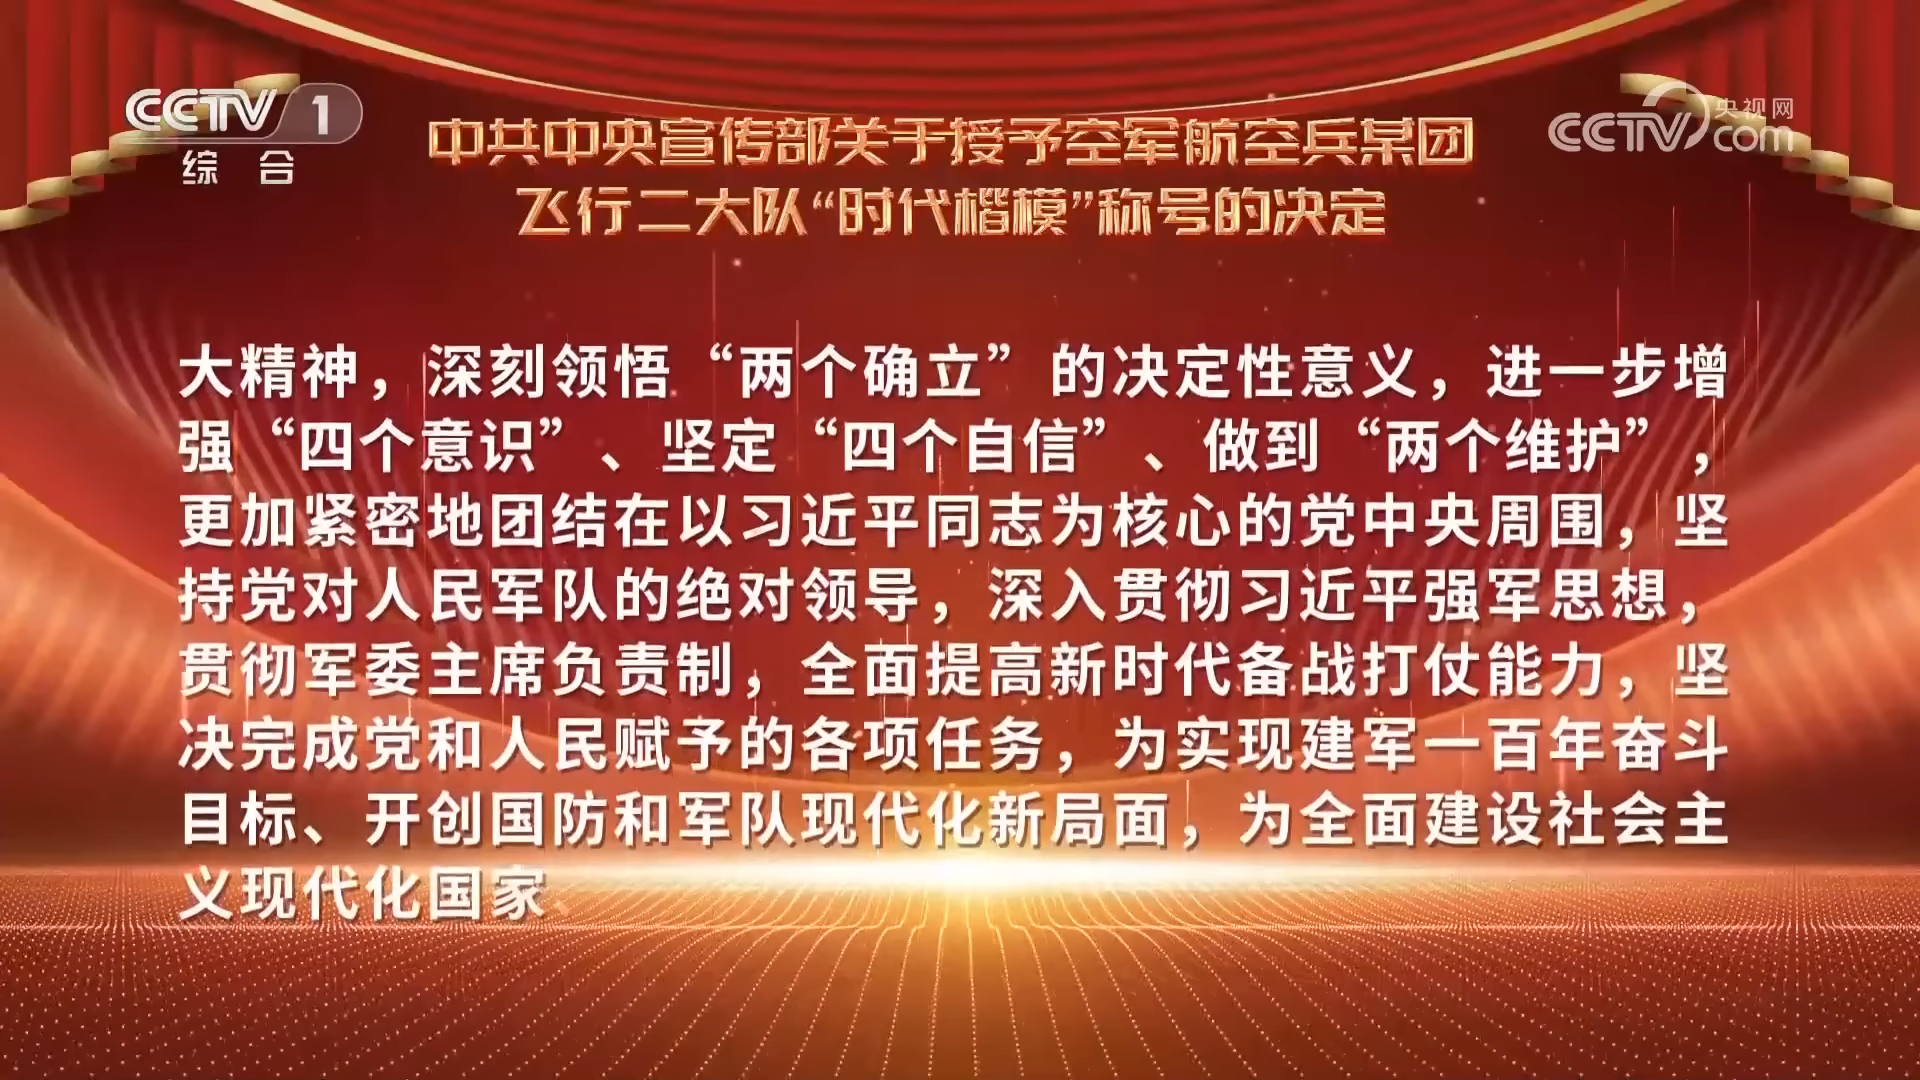 CCTV 1
综 合
央视网
CCTV com
中共中央宣传部关于授予空军航空兵某团
飞行二大队“时代楷模”称号的决定
大精神，深刻领悟“两个确立”的决定性意义，进一步增
强“四个意识”、坚定“四个自信”、做到“两个维护”，
更加紧密地团结在以习近平同志为核心的党中央周围，坚
持党对人民军队的绝对领导，深入贯彻习近平强军思想，
贯彻军委主席负责制，全面提高新时代备战打仗能力，坚
决完成党和人民赋予的各项任务，为实现建军一百年奋斗
目标、开创国防和军队现代化新局面，为全面建设社会主
义现代化国家、